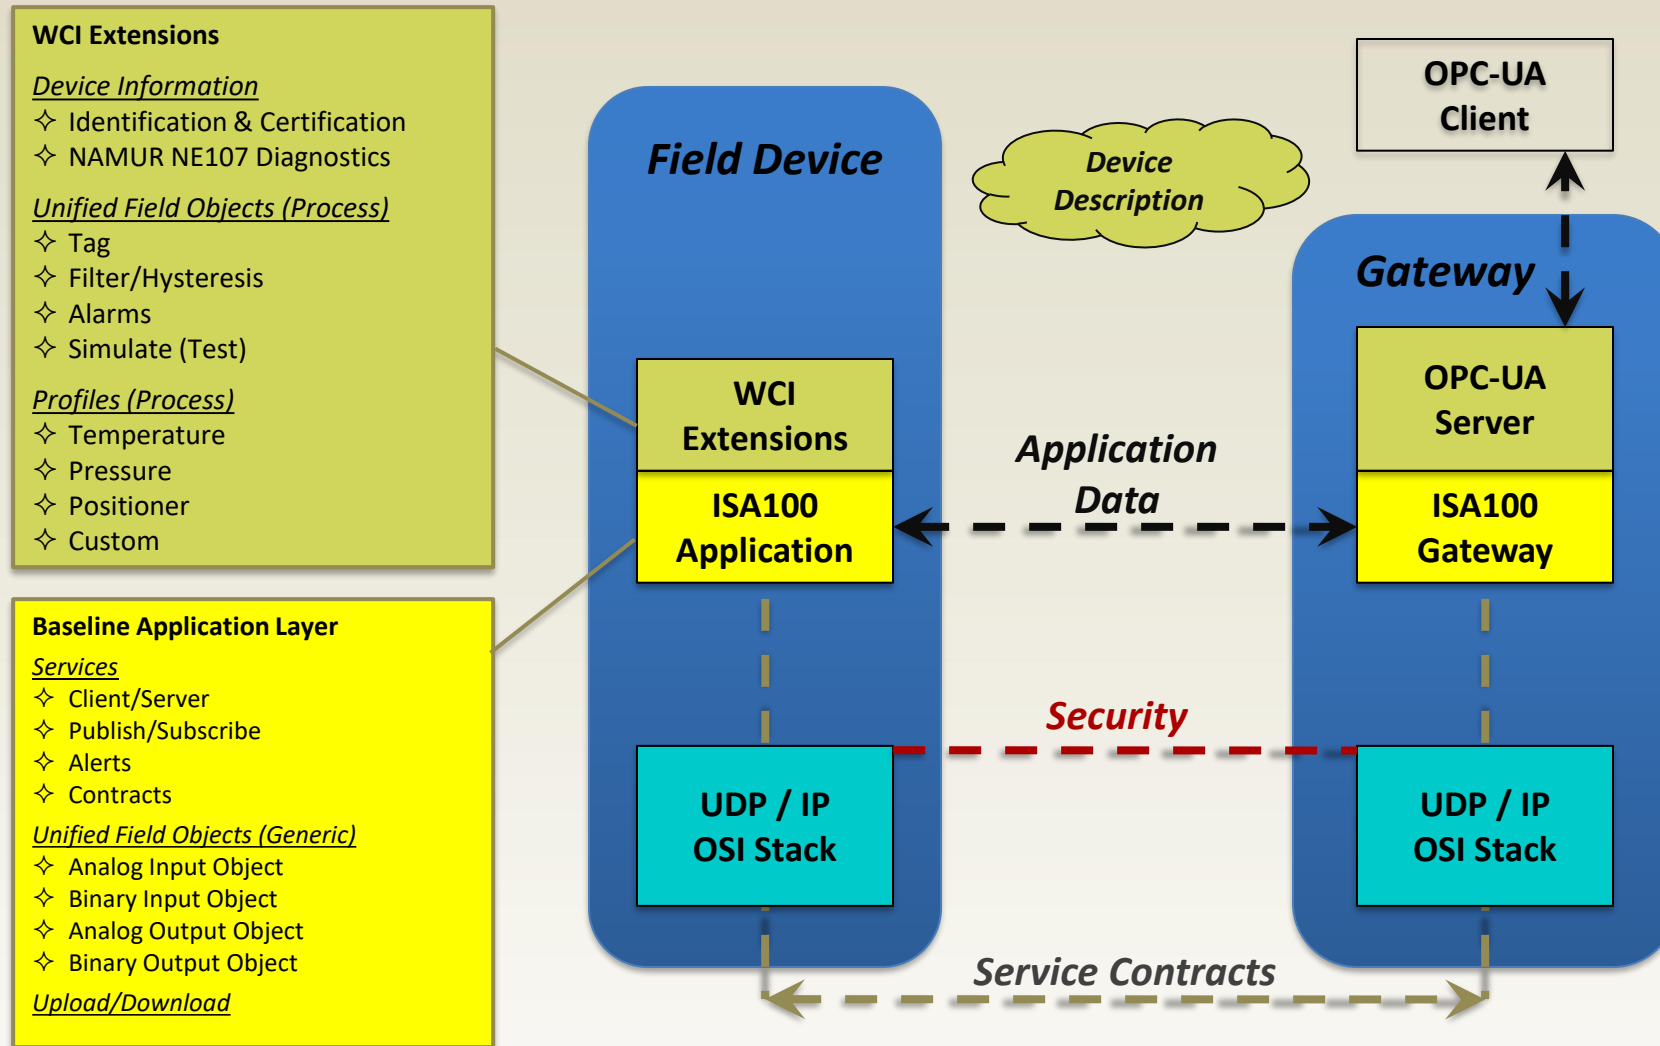 WCI Extensions
Device Information
✧ Identification & Certification
✧ NAMUR NE107 Diagnostics
Unified Field Objects (Process)
✧ Tag
✧ Filter/Hysteresis
✧ Alarms
✧ Simulate (Test)
Profiles (Process)
✧ Temperature
✧ Pressure
✧ Positioner
✧ Custom
Baseline Application Layer
Services
✧ Client/Server
✧ Publish/Subscribe
✧ Alerts
✧ Contracts
Unified Field Objects (Generic)
✧ Analog Input Object
✧ Binary Input Object
✧ Analog Output Object
✧ Binary Output Object
Upload/Download
Field Device
WCI
Extensions
ISA100
Application
UDP / IP
OSI Stack
Device
Description
Application
Data
Security
Service Contracts
OPC-UA
Client
Gateway
OPC-UA
Server
ISA100
Gateway
UDP / IP
OSI Stack